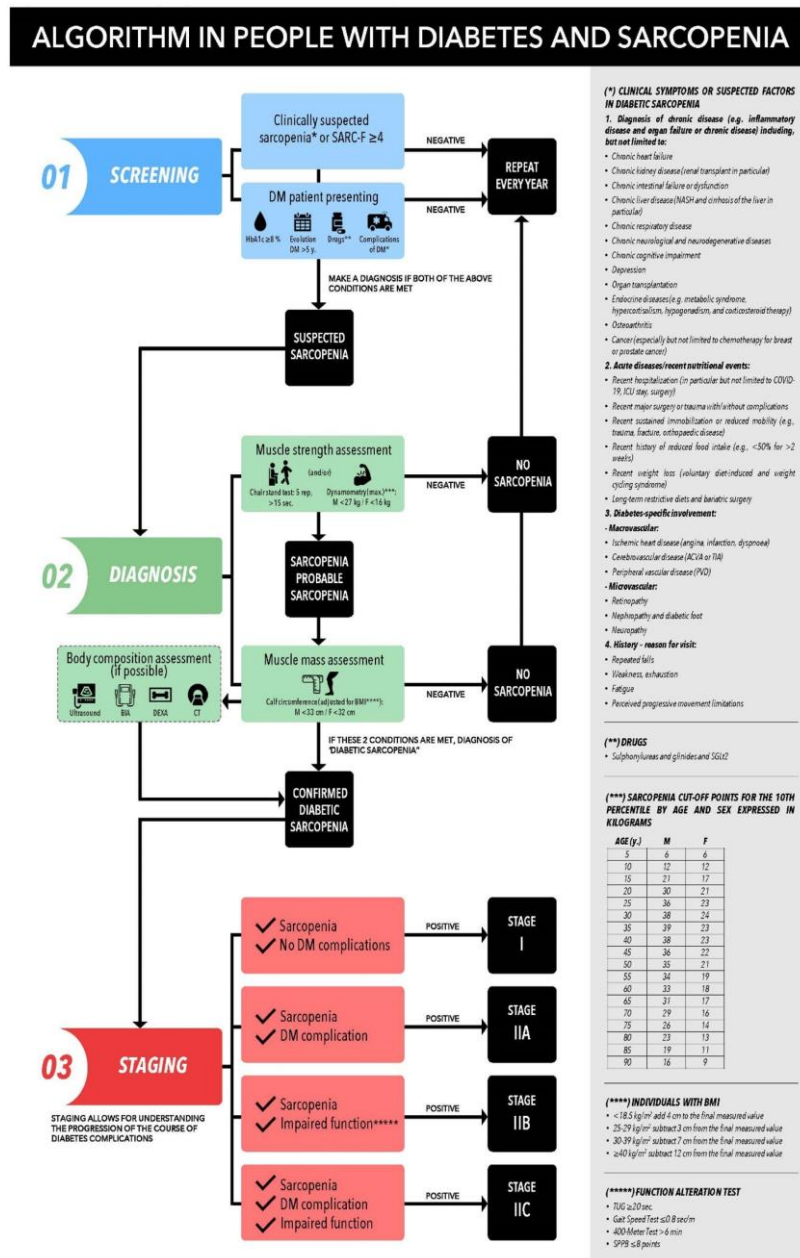 ALGORITHM IN PEOPLE WITH DIABETES AND SARCOPENIA
01
SCREENING
Clinically suspected
sarcopenia* or SARC-F ≥4
NEGATIVE
REPEAT
EVERY YEAR
DM patient presenting
HbA1c ≥8 %
Evolution
DM >5 y.
Drugs**
Complications
of DM*
NEGATIVE
MAKE A DIAGNOSIS IF BOTH OF THE ABOVE
CONDITIONS ARE MET
SUSPECTED
SARCOPENIA
02
DIAGNOSIS
Muscle strength assessment
(and/or)
Chair stand test: 5 rep,
>15 sec.
Dynamometry (max.)***:
M <27 kg / F <16 kg
NEGATIVE
NO
SARCOPENIA
SARCOPENIA
PROBABLE
SARCOPENIA
Body composition assessment
(if possible)
Ultrasound
BIA
DEXA
CT
Muscle mass assessment
Calf circumference (adjusted for BMI****):
M <33 cm / F <32 cm
NEGATIVE
NO
SARCOPENIA
IF THESE 2 CONDITIONS ARE MET, DIAGNOSIS OF
"DIABETIC SARCOPENIA"
CONFIRMED
DIABETIC
SARCOPENIA
03
STAGING
STAGING ALLOWS FOR UNDERSTANDING
THE PROGRESSION OF THE COURSE OF
DIABETES COMPLICATIONS
Sarcopenia
No DM complications
POSITIVE
STAGE
I
Sarcopenia
DM complication
POSITIVE
STAGE
IIA
Sarcopenia
Impaired function*****
POSITIVE
STAGE
IIB
Sarcopenia
DM complication
Impaired function
POSITIVE
STAGE
IIC
(*) CLINICAL SYMPTOMS OR SUSPECTED FACTORS
IN DIABETIC SARCOPENIA
1. Diagnosis of chronic disease (e.g. inflammatory
disease and organ failure or chronic disease) including,
but not limited to:
• Chronic heart failure
• Chronic kidney disease (renal transplant in particular)
• Chronic intestinal failure or dysfunction
• Chronic liver disease (NASH and cirrhosis of the liver in
particular)
• Chronic respiratory disease
• Chronic neurological and neurodegenerative diseases
• Chronic cognitive impairment
• Depression
• Organ transplantation
• Endocrine diseases (e.g. metabolic syndrome,
hypercortisolism, hypogonadism, and corticosteroid therapy)
• Osteoarthritis
• Cancer (especially but not limited to chemotherapy for breast
or prostate cancer)
2. Acute diseases/recent nutritional events:
• Recent hospitalization (in particular but not limited to COVID-
19, ICU stay, surgery)
• Recent major surgery or trauma with/without complications
• Recent sustained immobilization or reduced mobility (e.g.,
trauma, fracture, orthopaedic disease)
• Recent history of reduced food intake (e.g., <50% for >2
weeks)
• Recent weight loss (voluntary diet-induced and weight
cycling syndrome)
• Long-term restrictive diets and bariatric surgery
3. Diabetes-specific involvement:
- Macrovascular:
• Ischemic heart disease (angina, infarction, dyspnoea)
• Cerebrovascular disease (ACVA or TIA)
• Peripheral vascular disease (PVD)
- Microvascular:
• Retinopathy
• Nephropathy and diabetic foot
• Neuropathy
4. History - reason for visit:
• Repeated falls
• Weakness, exhaustion
• Fatigue
• Perceived progressive movement limitations
(**) DRUGS
• Sulphonylureas and glinides and SGLt2
(***) SARCOPENIA CUT-OFF POINTS FOR THE 10TH
PERCENTILE BY AGE AND SEX EXPRESSED IN
KILOGRAMS
AGE (y.) M F
5 6 6
10 12 12
15 21 17
20 30 21
25 36 23
30 38 24
35 39 23
40 38 23
45 36 22
50 35 21
55 34 19
60 33 18
65 31 17
70 29 16
75 26 14
80 23 13
85 19 11
90 16 9
(****) INDIVIDUALS WITH BMI
• <18.5 kg/m² add 4 cm to the final measured value
• 25-29 kg/m² subtract 3 cm from the final measured value
• 30-39 kg/m² subtract 7 cm from the final measured value
• ≥40 kg/m² subtract 12 cm from the final measured value
(*****) FUNCTION ALTERATION TEST
• TUG ≥20 sec.
• Gait Speed Test ≤0.8 sec/m
• 400-Meter Test >6 min
• SPPB ≤8 points